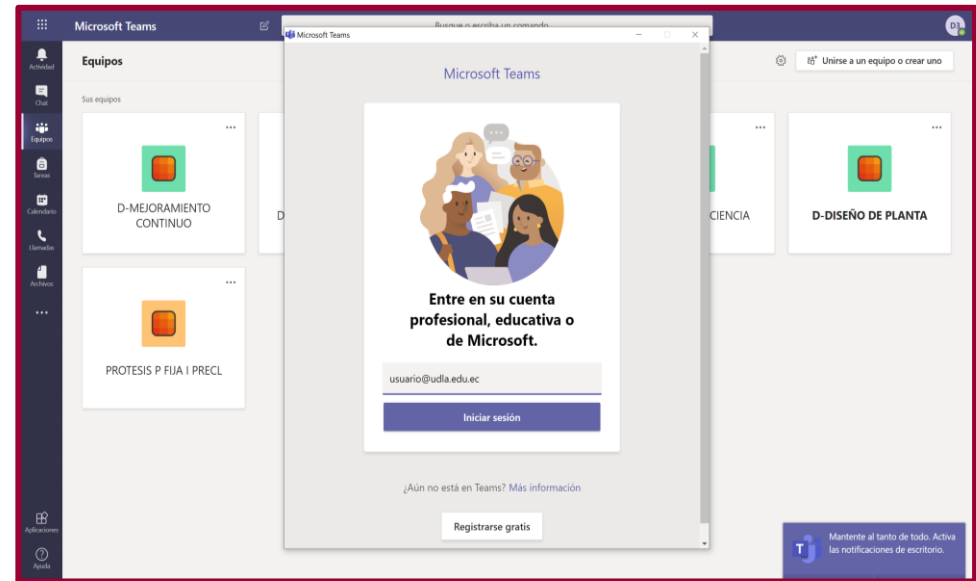 Microsoft Teams
Busque o escriba un comando
D3
Microsoft Teams
Actividad
Chat
Equipos
Tareas
Calendario
Llamadas
Archivos
Aplicaciones
Ayuda
Equipos
Unirse a un equipo o crear uno
Sus equipos
D-MEJORAMIENTO
CONTINUO
D
CIENCIA
D-DISEÑO DE PLANTA
PROTESIS P FIJA I PRECL
Microsoft Teams
Entre en su cuenta
profesional, educativa o
de Microsoft.
usuario@udla.edu.ec
Iniciar sesión
¿Aún no está en Teams? Más información
Registrarse gratis
T
Mantente al tanto de todo. Activa
las notificaciones de escritorio.